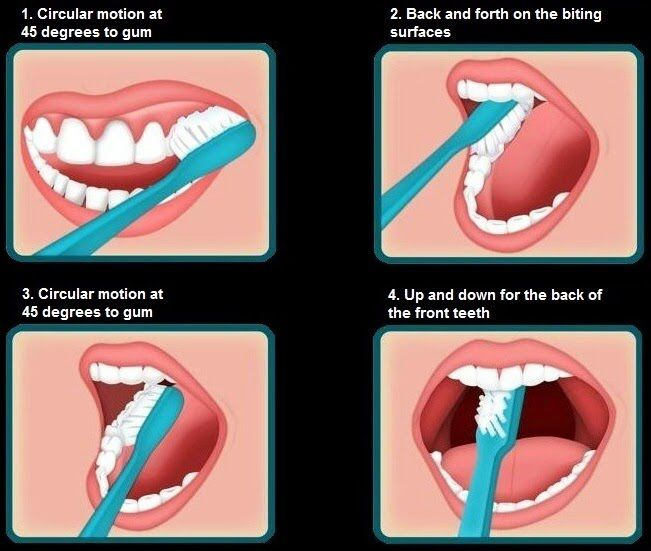 1. Circular motion at
45 degrees to gum
2. Back and forth on the biting
surfaces
3. Circular motion at
45 degrees to gum
4. Up and down for the back of
the front teeth